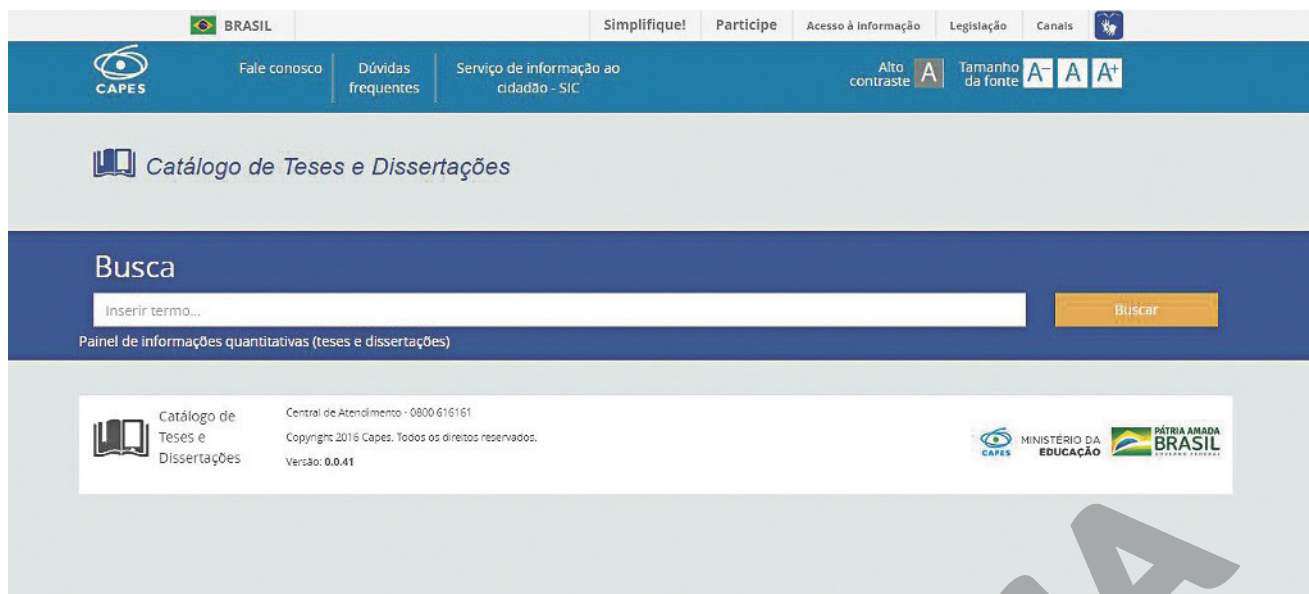 BRASIL Simplifique! Participe Acesso à informação Legislação Canais
CAPES
Fale conosco
Dúvidas
frequentes
Serviço de informação ao
cidadão - SIC
Alto
contraste A
Tamanho
da fonte A- A A+
Catálogo de Teses e Dissertações
Busca
Inserir termo...
Buscar
Painel de informações quantitativas (teses e dissertações)
Catálogo de
Teses e
Dissertações
Central de Atendimento - 0800 616161
Copyright 2016 Capes. Todos os direitos reservados.
Versão: 0.0.41
CAPES
MINISTÉRIO DA
EDUCAÇÃO
PÁTRIA AMADA
BRASIL
GOVERNO FEDERAL